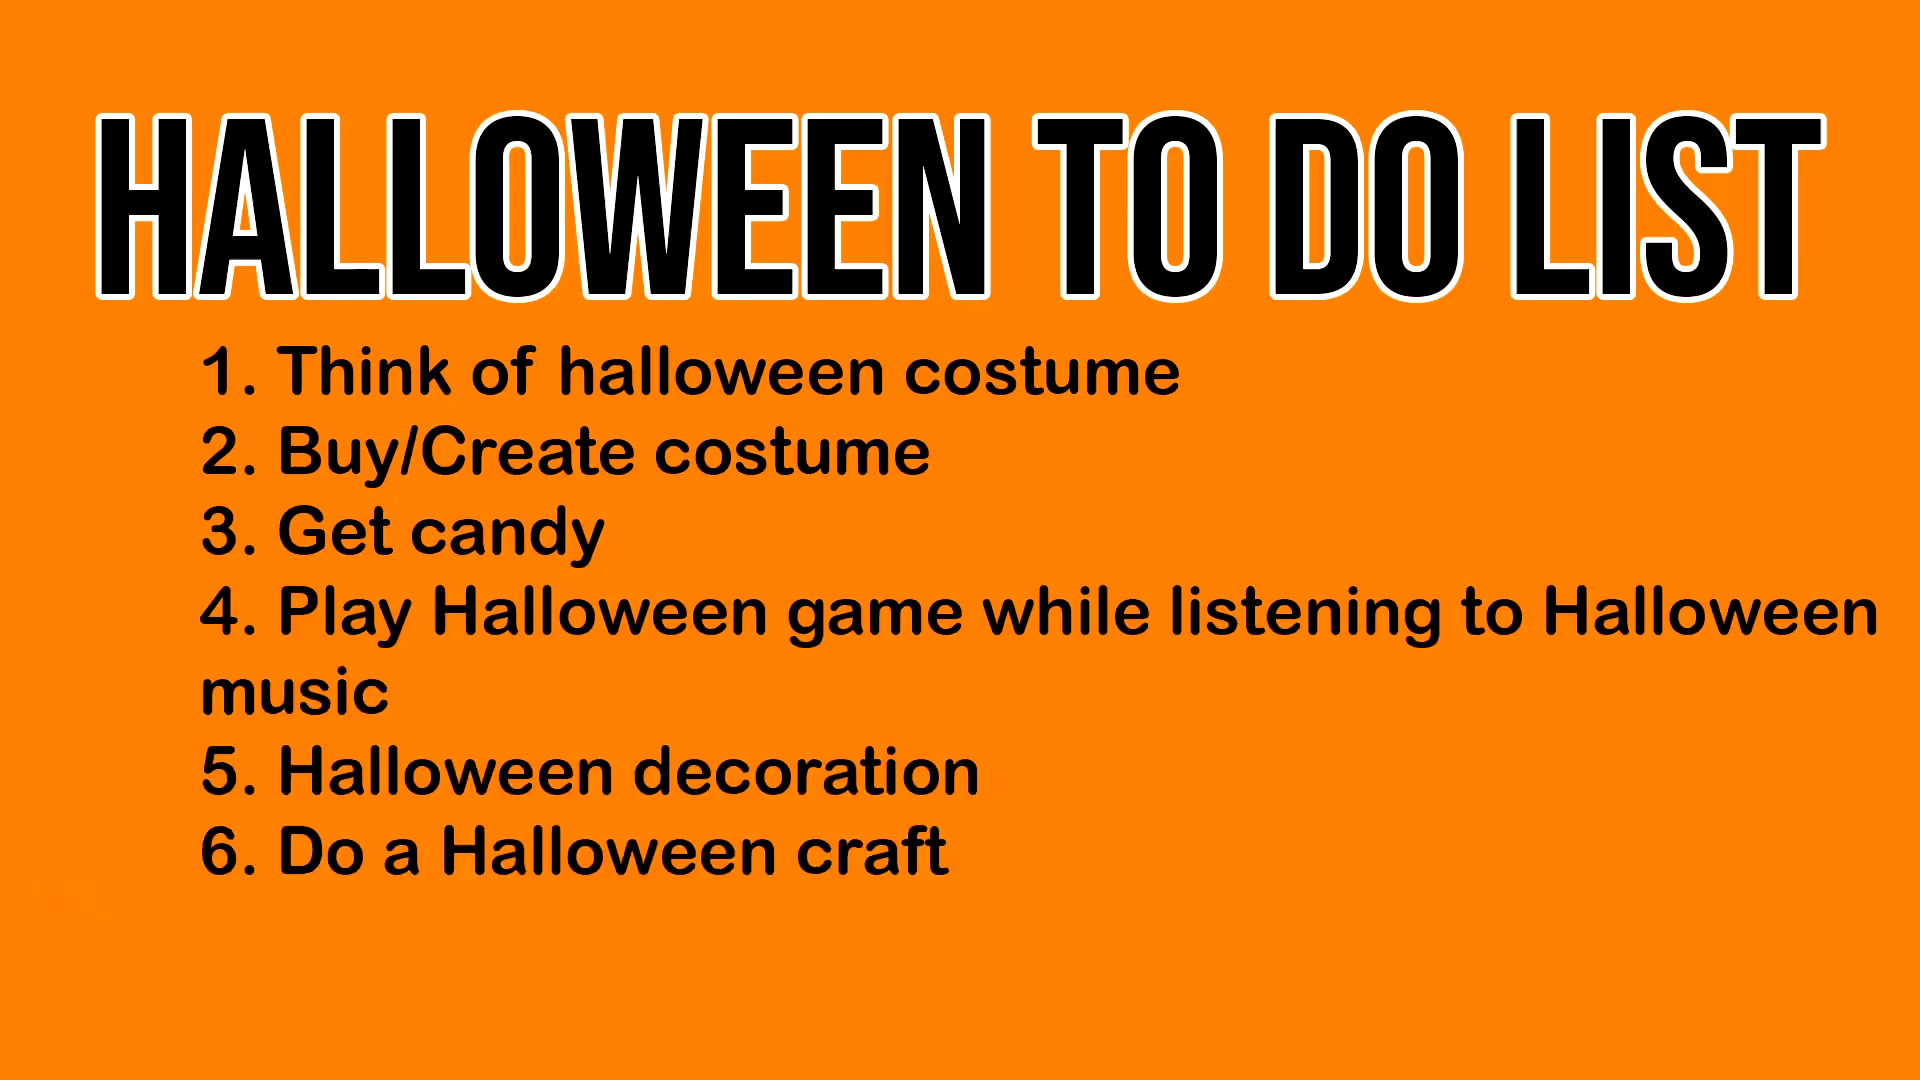 HALLOWEEN TO DO LIST
1. Think of halloween costume
2. Buy/Create costume
3. Get candy
4. Play Halloween game while listening to Halloween
music
5. Halloween decoration
6. Do a Halloween craft